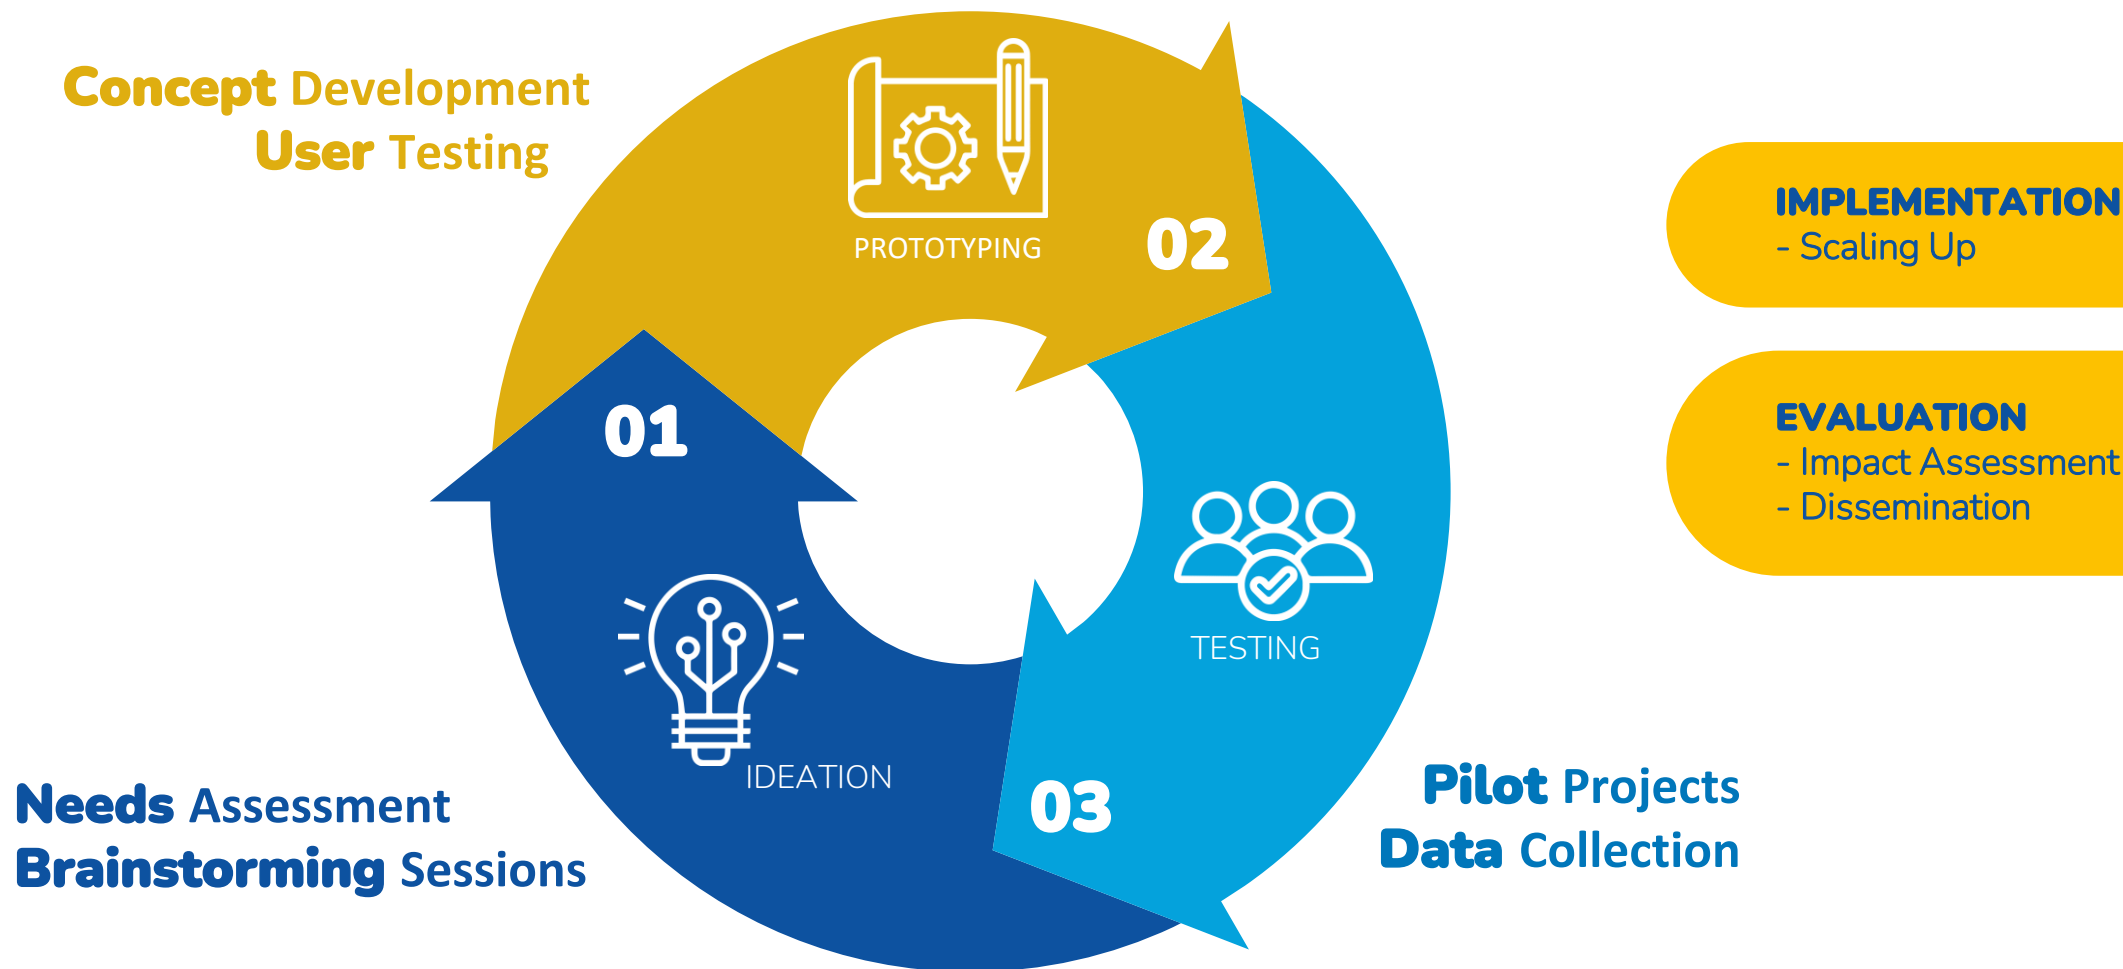 Concept Development
User Testing
PROTOTYPING
02
01
IDEATION
Needs Assessment
Brainstorming Sessions
TESTING
03
Pilot Projects
Data Collection
IMPLEMENTATION
- Scaling Up
EVALUATION
- Impact Assessment
- Dissemination